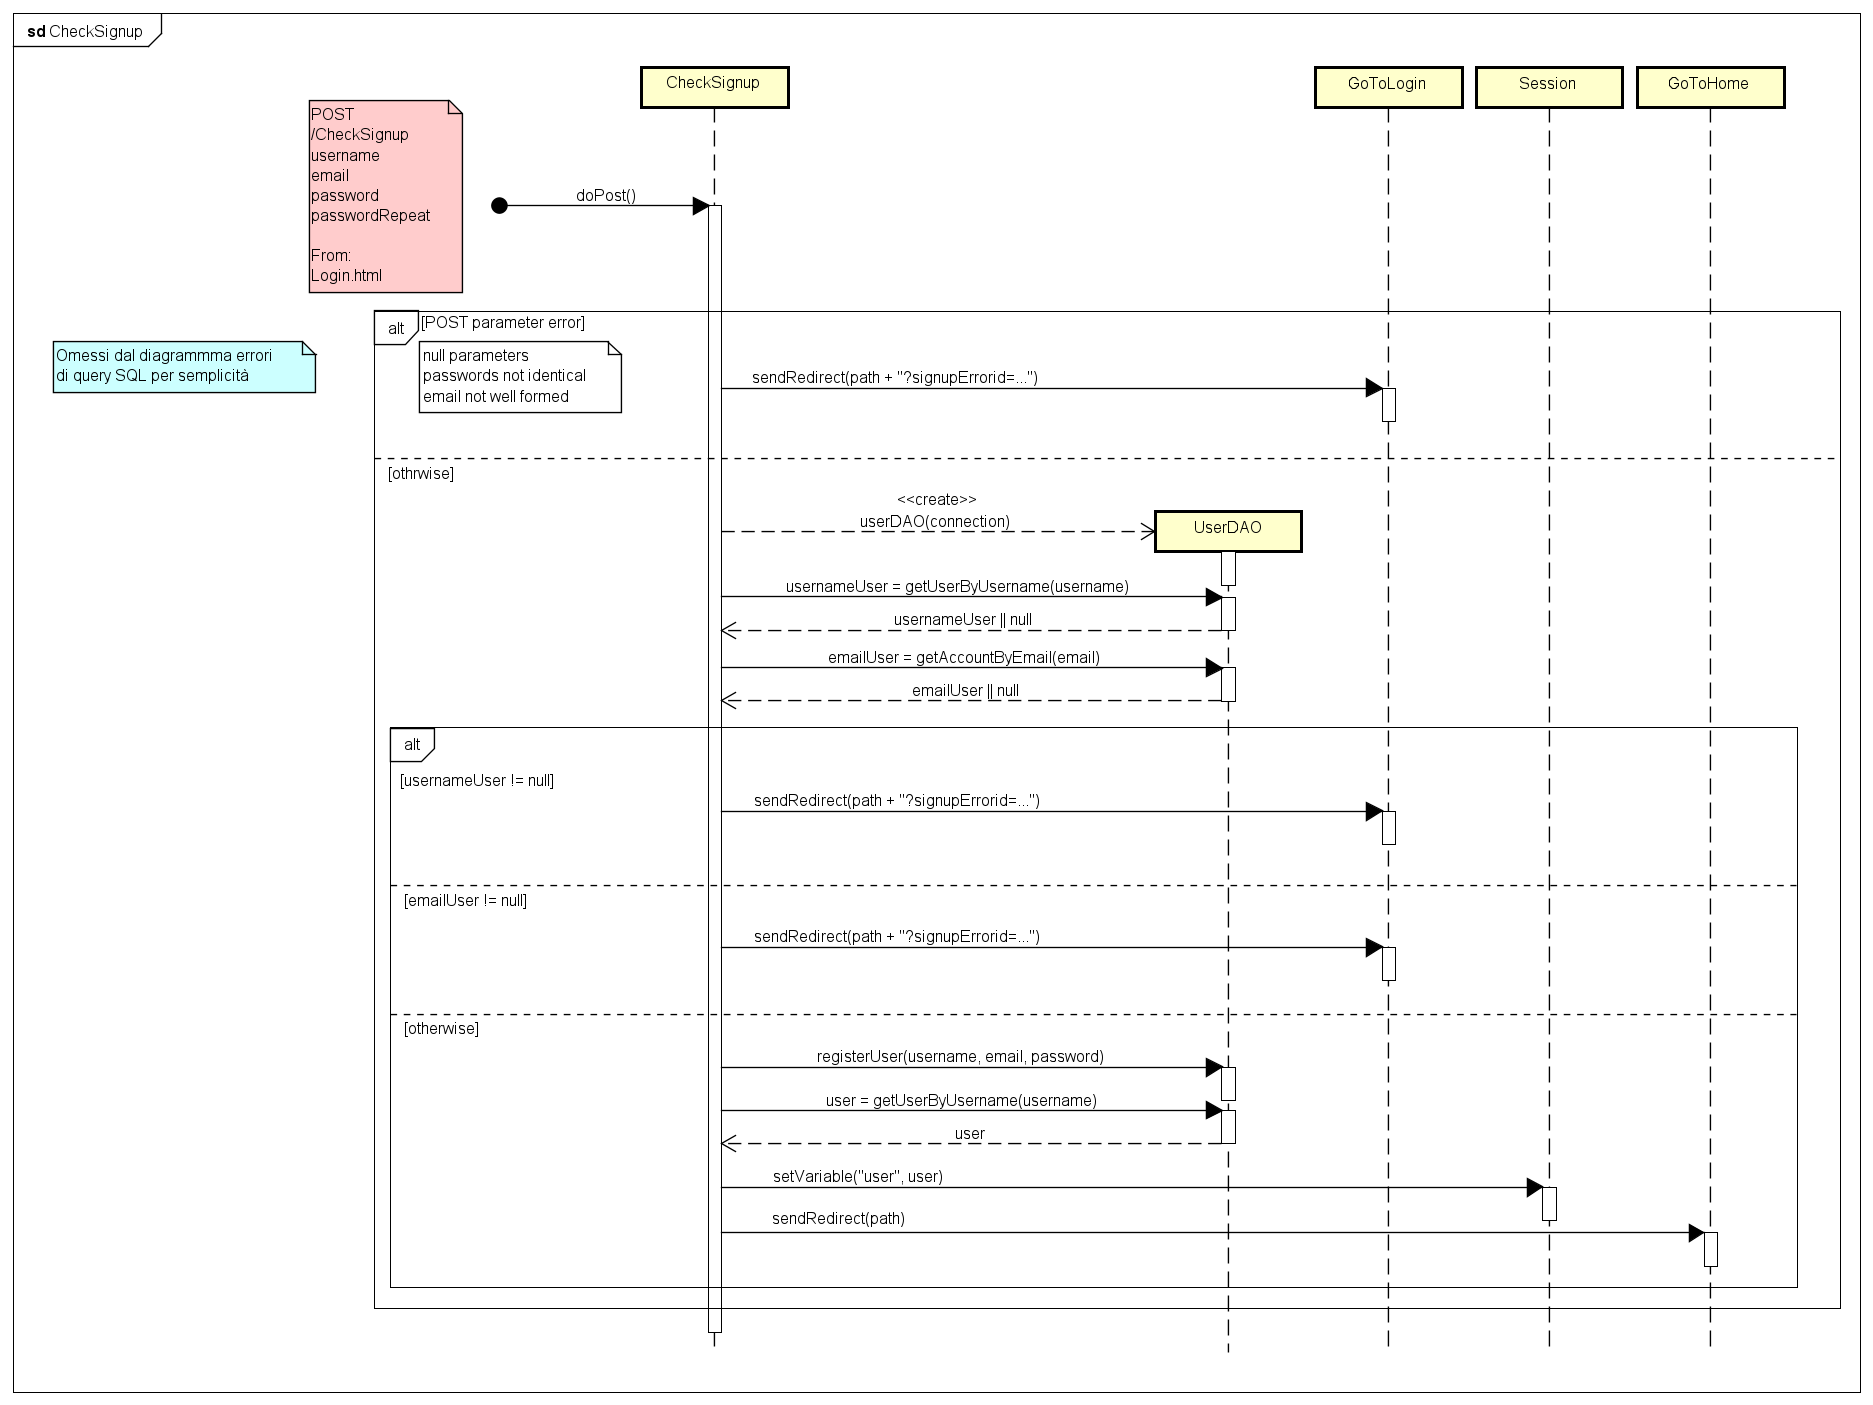 sd CheckSignup
CheckSignup
GoToLogin
Session
GoToHome
POST
/CheckSignup
username
email
password
passwordRepeat
From:
Login.html
doPost()
alt
[POST parameter error]
Omessi dal diagrammma errori
di query SQL per semplicità
null parameters
passwords not identical
email not well formed
sendRedirect(path + "?signupErrorid=...")
[othrwise]
<<create>>
userDAO(connection)
UserDAO
usernameUser = getUserByUsername(username)
usernameUser || null
emailUser = getAccountByEmail(email)
emailUser || null
alt
[usernameUser != null]
sendRedirect(path + "?signupErrorid=...")
[emailUser != null]
sendRedirect(path + "?signupErrorid=...")
[otherwise]
registerUser(username, email, password)
user = getUserByUsername(username)
user
setVariable("user", user)
sendRedirect(path)